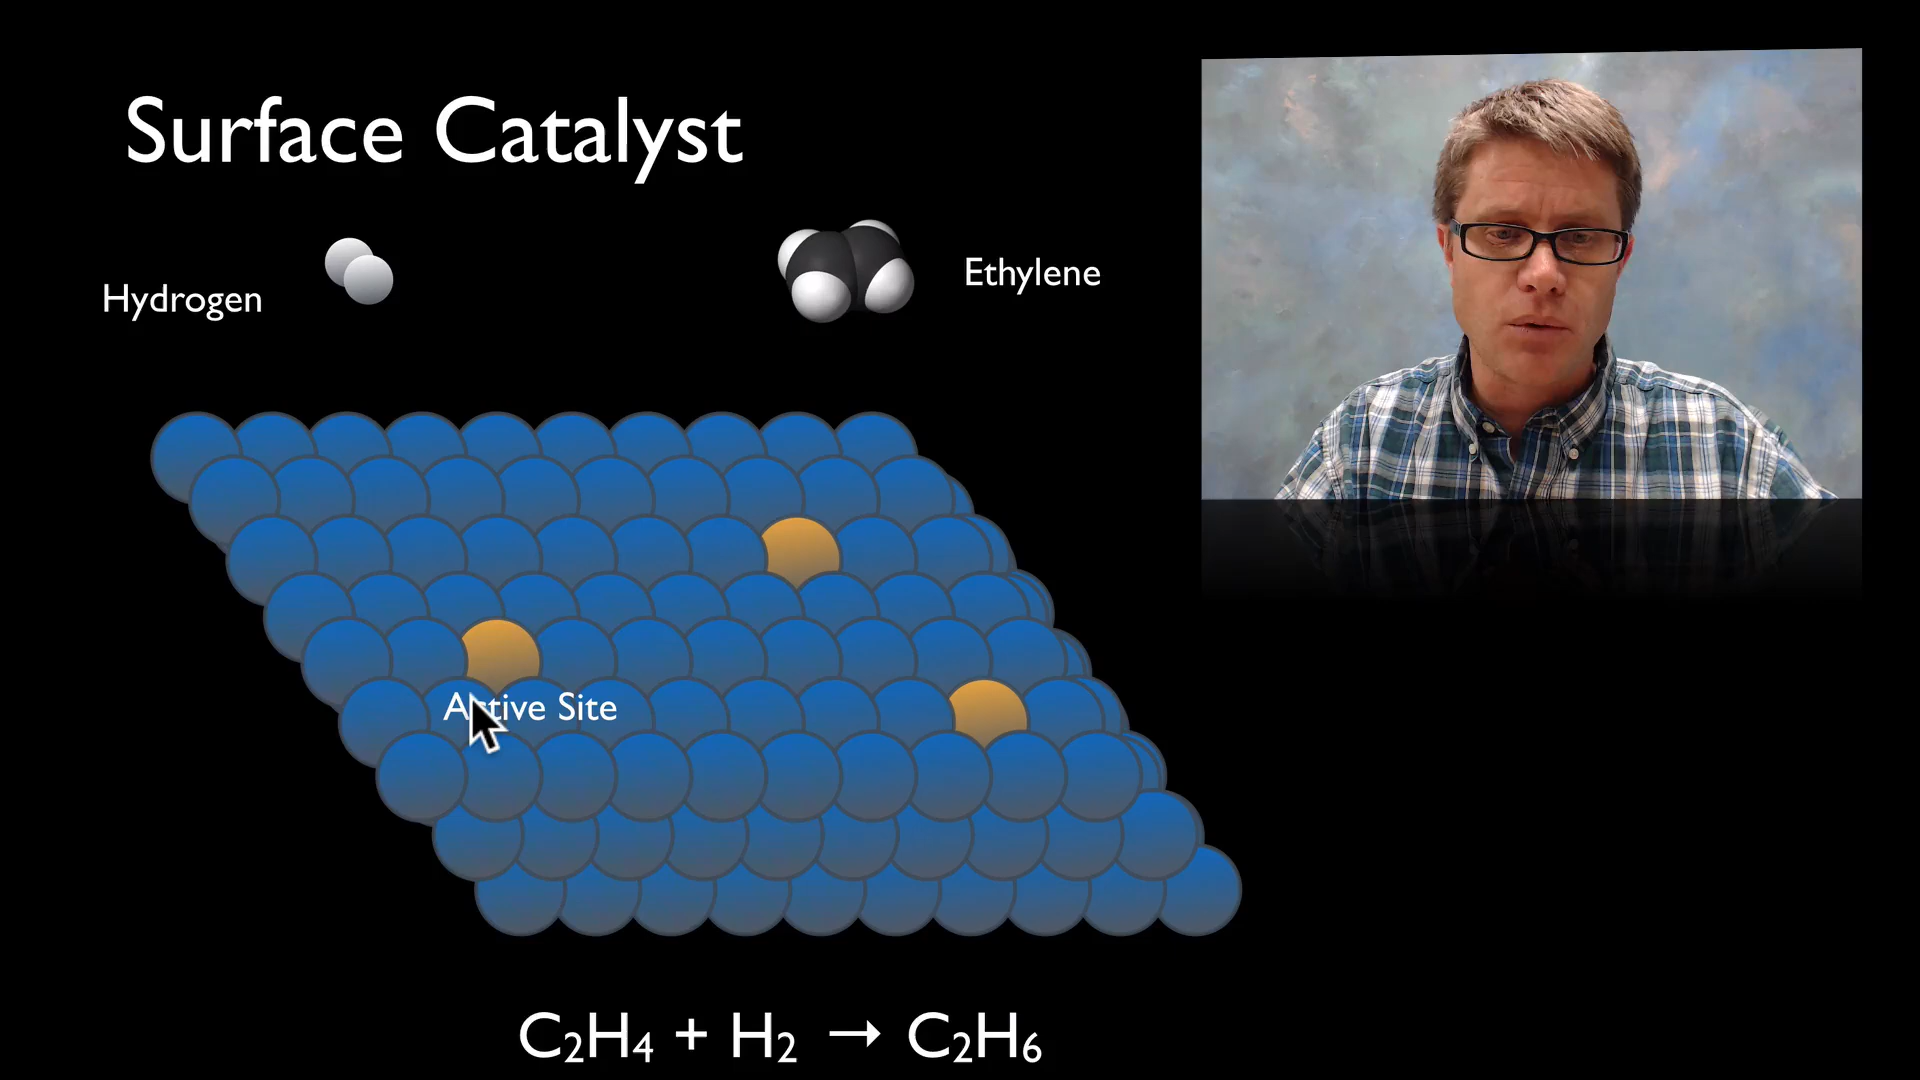 Surface Catalyst
Hydrogen
Ethylene
Active Site
C₂H₄ + H₂ → C₂H₆